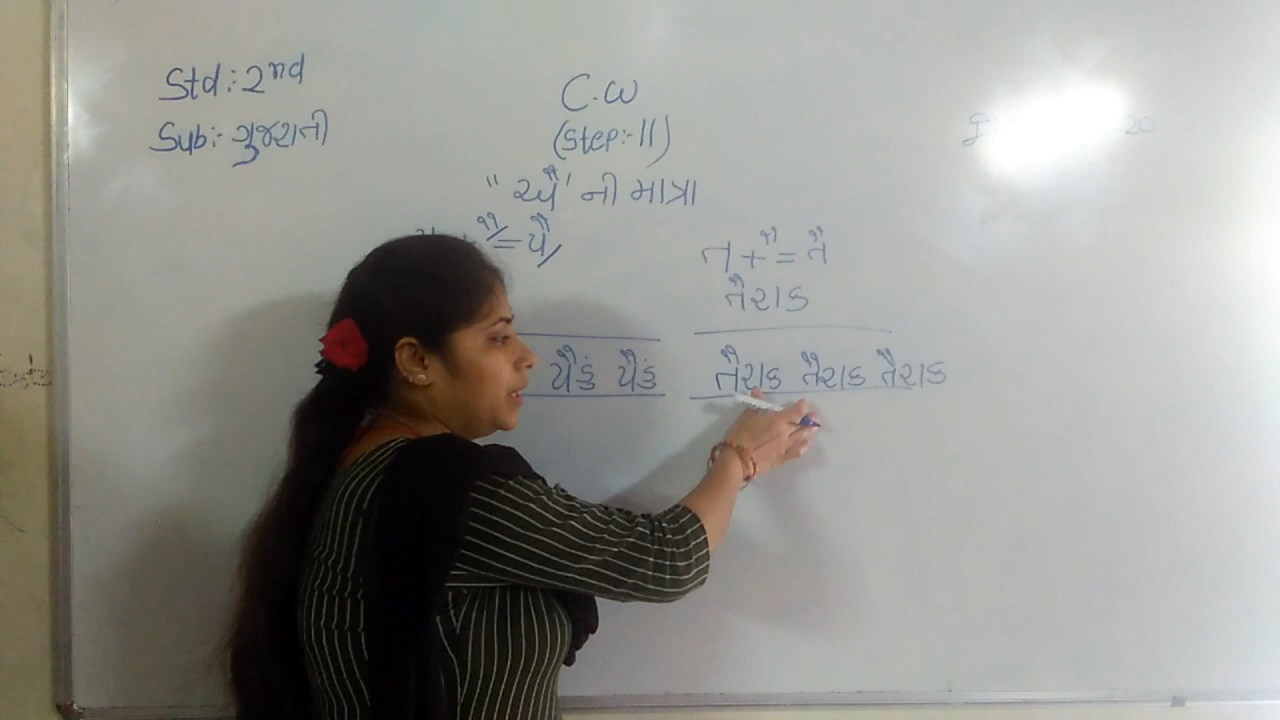 Std:- 2nd
Sub:- ગુજરાતી
C.W
(Step:-11)
"ઐ" ની માત્રા
ૈ = પૈ
ત + ૈ = તૈ
તૈરાક
પૈકું પૈકું
તૈરાક તૈરાક તૈરાક